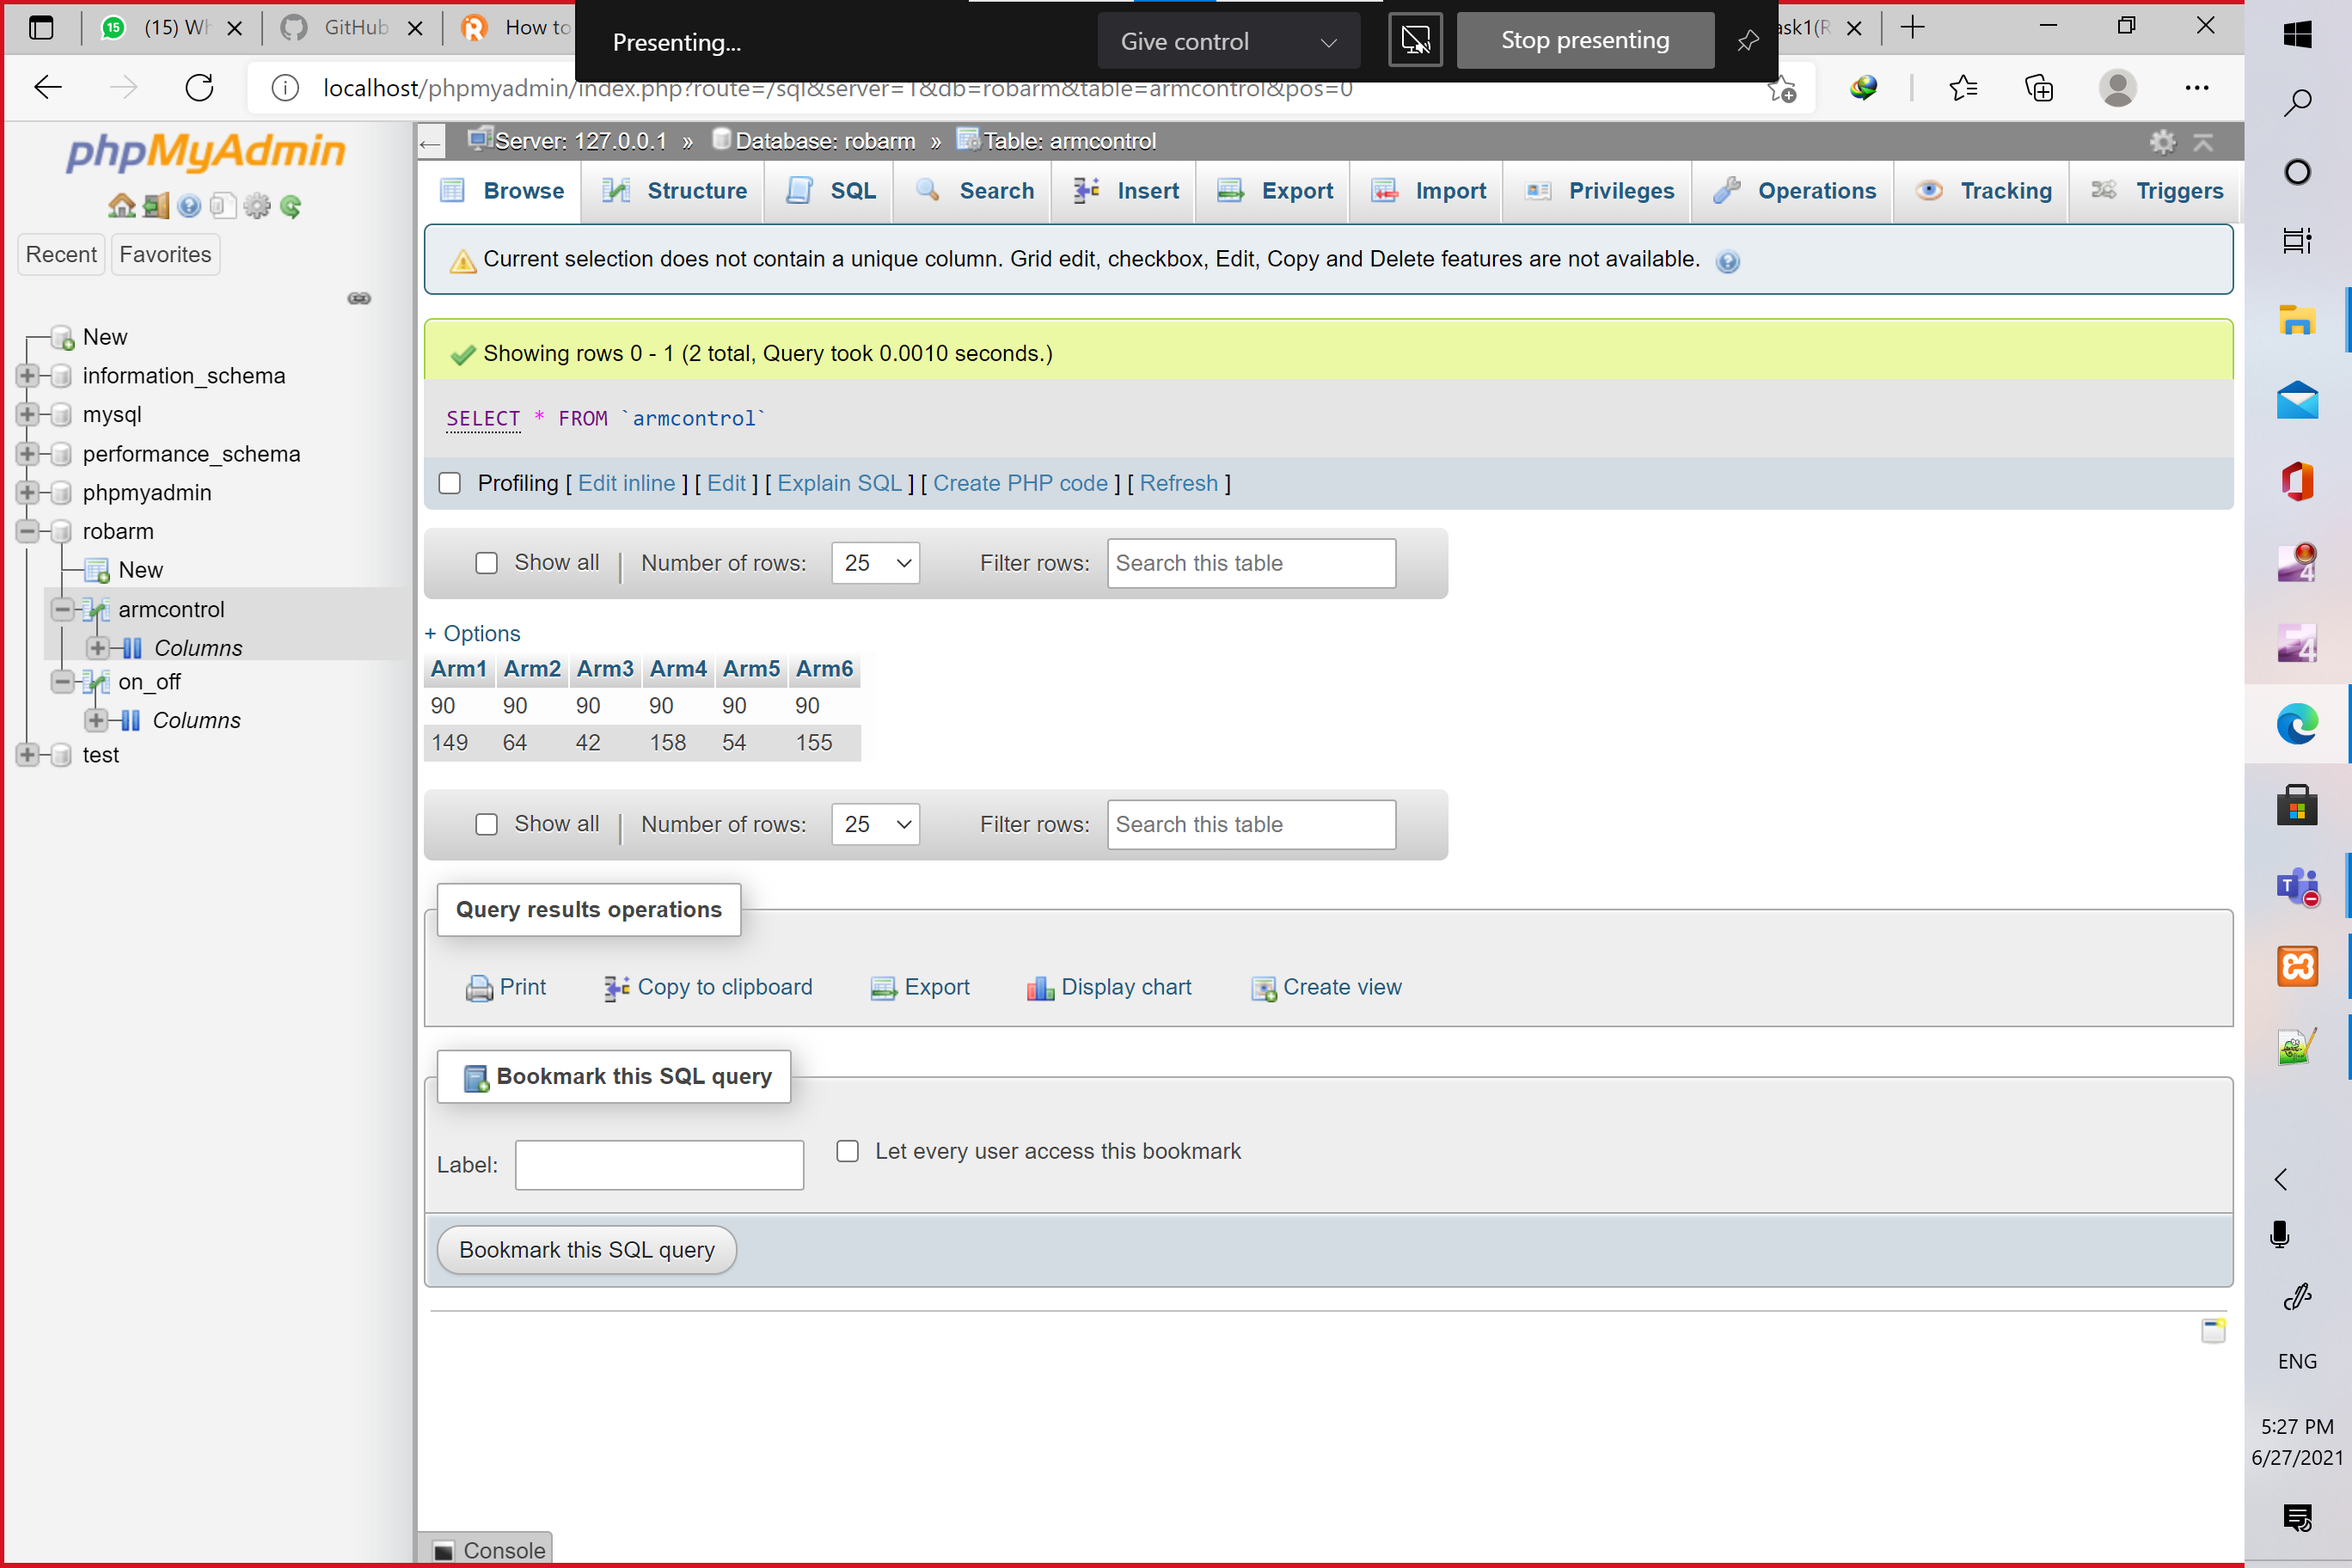 15 (15) Wh
GitHub
How to
Presenting...
Give control
Stop presenting
ask1(R
localhost/phpmyadmin/index.php?route=/sql&server=1&db=robarm&table=armcontrol&pos=0
phpMyAdmin
Recent
Favorites
New
information_schema
mysql
performance_schema
phpmyadmin
robarm
New
armcontrol
Columns
on_off
Columns
test
Server: 127.0.0.1 » Database: robarm » Table: armcontrol
Browse Structure SQL Search Insert Export Import Privileges Operations Tracking Triggers
Current selection does not contain a unique column. Grid edit, checkbox, Edit, Copy and Delete features are not available.
Showing rows 0 - 1 (2 total, Query took 0.0010 seconds.)
SELECT * FROM `armcontrol`
Profiling [ Edit inline ] [ Edit ] [ Explain SQL ] [ Create PHP code ] [ Refresh ]
Show all | Number of rows: 25 Filter rows: Search this table
+ Options
Arm1 Arm2 Arm3 Arm4 Arm5 Arm6
90 90 90 90 90 90
149 64 42 158 54 155
Show all | Number of rows: 25 Filter rows: Search this table
Query results operations
Print Copy to clipboard Export Display chart Create view
Bookmark this SQL query
Label:
Let every user access this bookmark
Bookmark this SQL query
Console
ENG
5:27 PM
6/27/2021